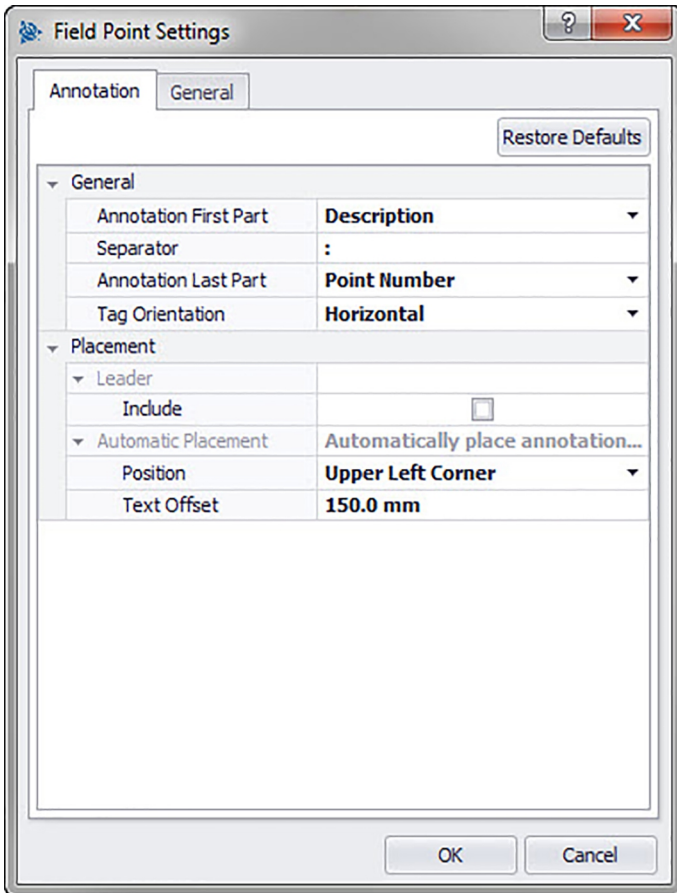 Field Point Settings
?
X
Annotation General
Restore Defaults
General
Annotation First Part Description
Separator :
Annotation Last Part Point Number
Tag Orientation Horizontal
Placement
Leader
Include
Automatic Placement Automatically place annotation...
Position Upper Left Corner
Text Offset 150.0 mm
OK Cancel